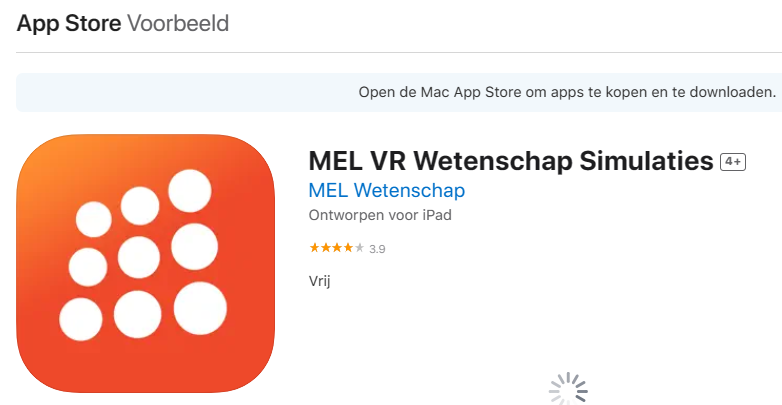 App Store Voorbeeld
Open de Mac App Store om apps te kopen en te downloaden.
MEL VR Wetenschap Simulaties 4+
MEL Wetenschap
Ontworpen voor iPad
★★★★★ 3.9
Vrij